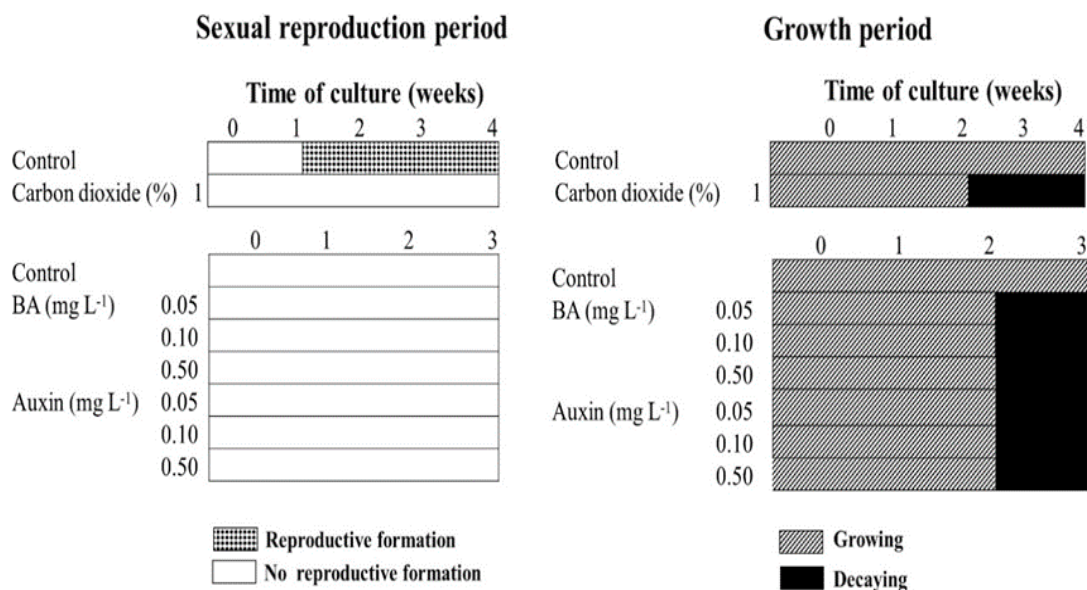 Sexual reproduction period
Time of culture (weeks)
0 1 2 3 4
Control
Carbon dioxide (%) 1
0 1 2 3
Control
BA (mg L⁻¹) 0.05
0.10
0.50
Auxin (mg L⁻¹) 0.05
0.10
0.50
Reproductive formation
No reproductive formation
Growth period
Time of culture (weeks)
0 1 2 3 4
Control
Carbon dioxide (%) 1
0 1 2 3
Control
BA (mg L⁻¹) 0.05
0.10
0.50
Auxin (mg L⁻¹) 0.05
0.10
0.50
Growing
Decaying